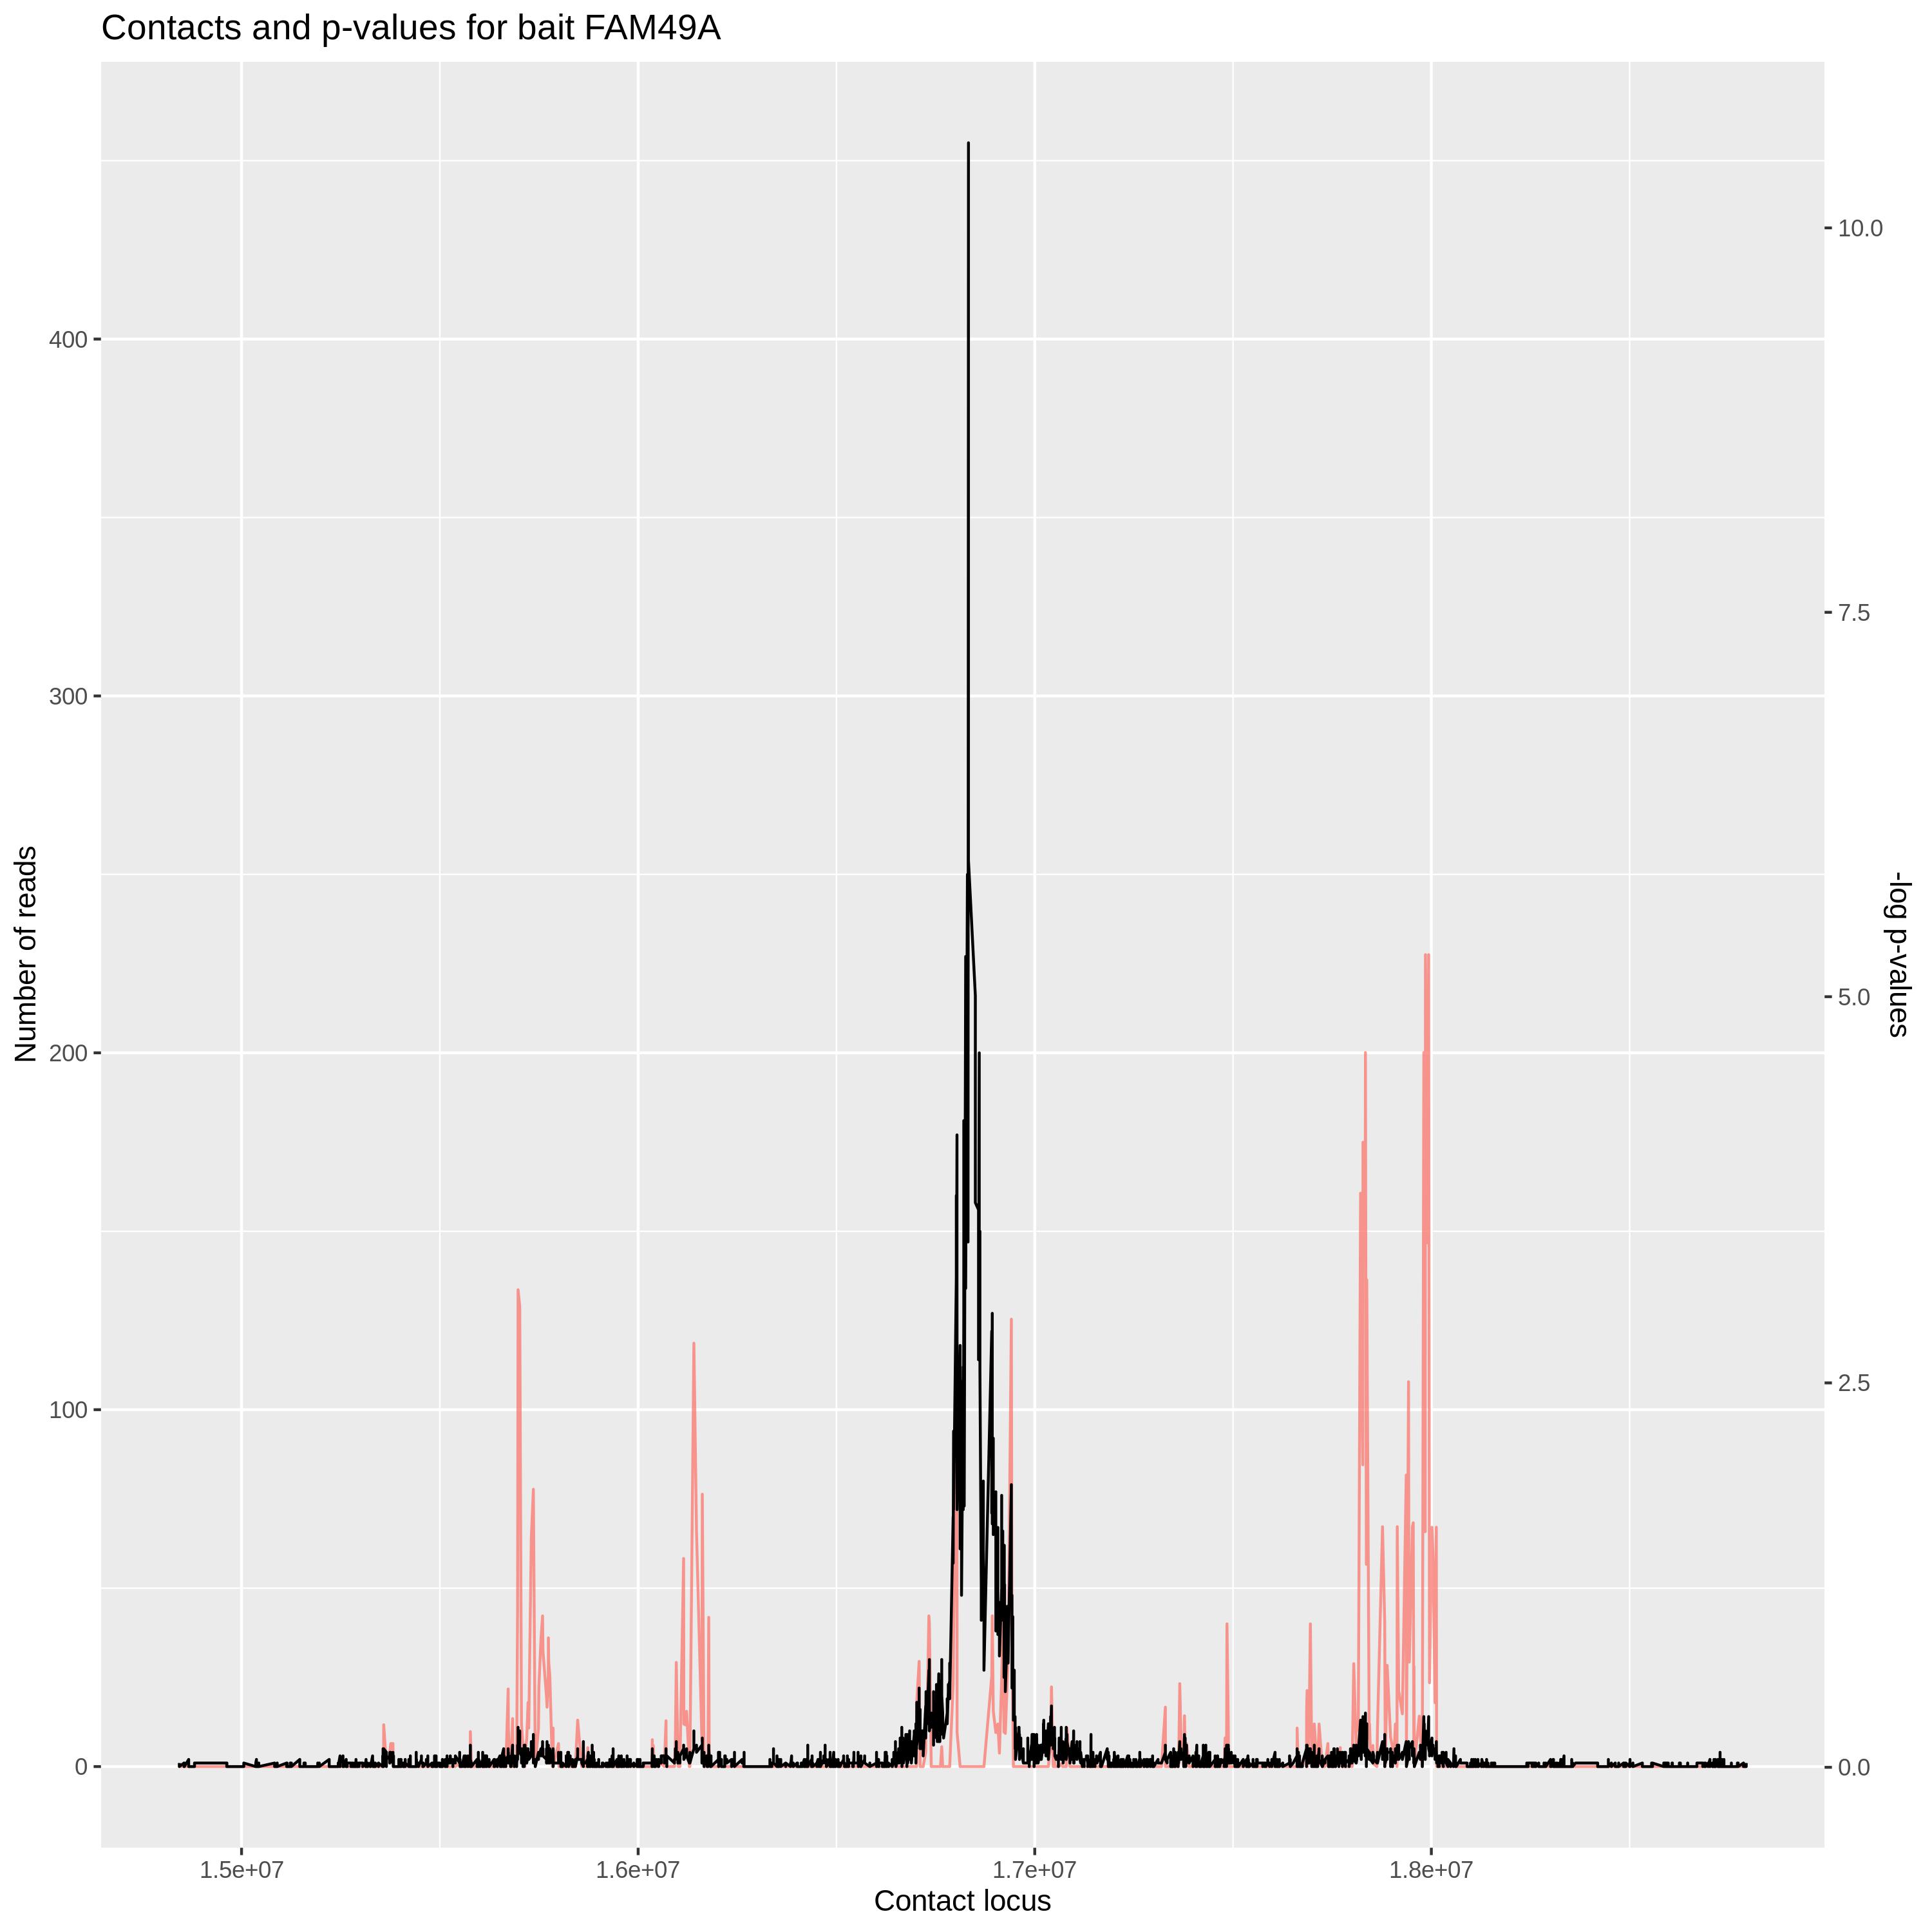 Contacts and p-values for bait FAM49A
Number of reads
400
300
200
100
0
10.0
7.5
5.0
2.5
0.0
-log p-values
1.5e+07
1.6e+07
1.7e+07
1.8e+07
Contact locus